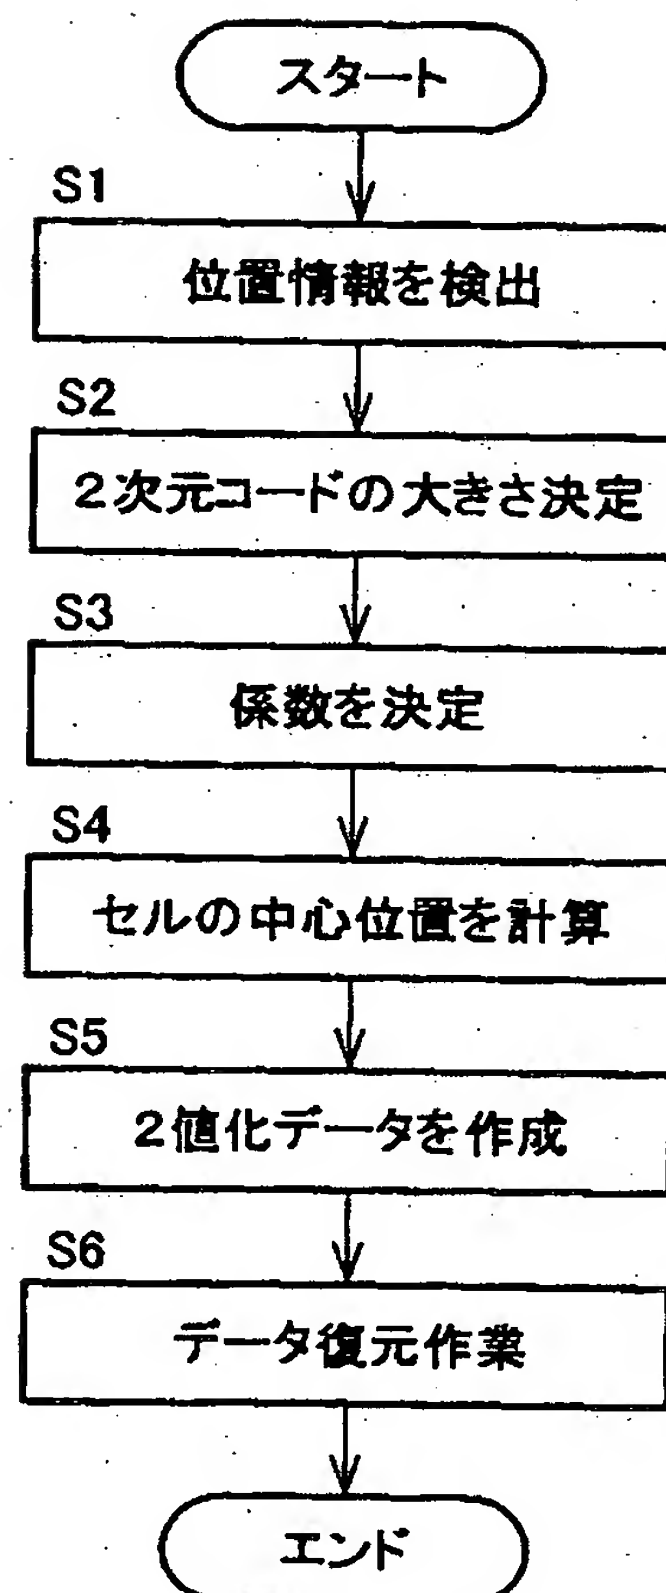 スタート
S1
位置情報を検出
S2
2次元コードの大きさ決定
S3
係数を決定
S4
セルの中心位置を計算
S5
2値化データを作成
S6
データ復元作業
エンド